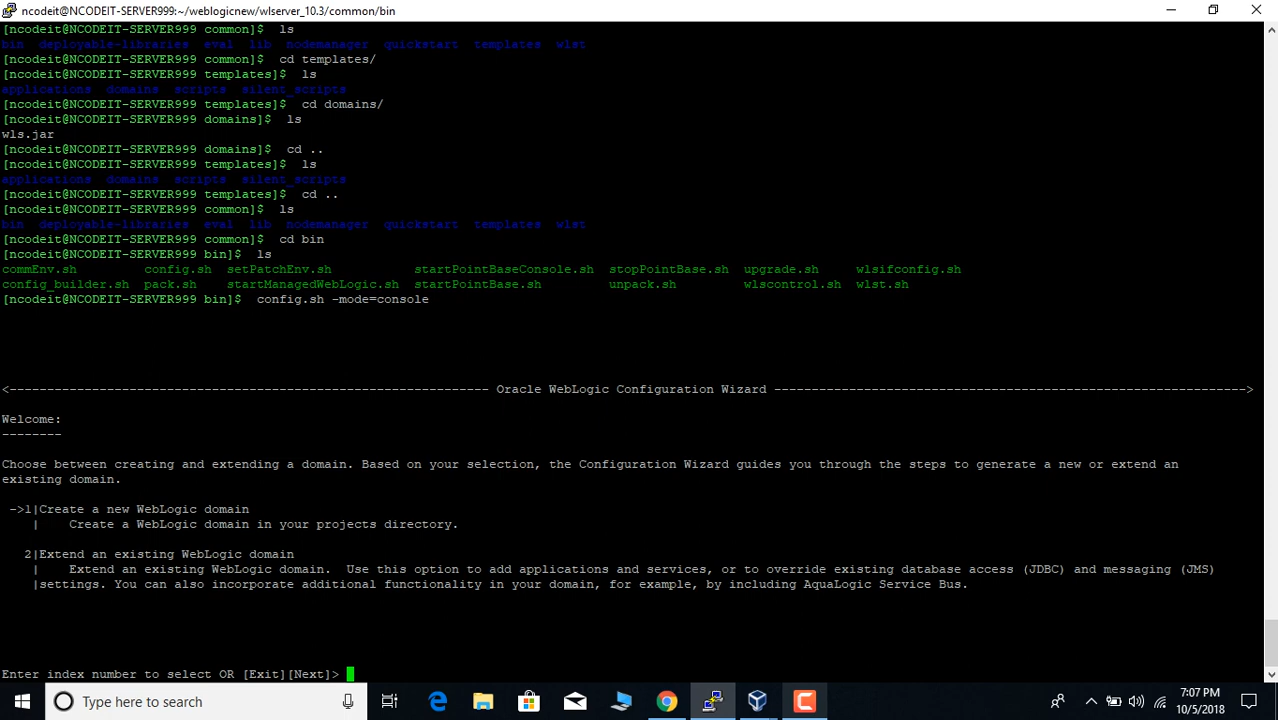 ncodeit@NCODEIT-SERVER999:~/weblogicnew/wlserver_10.3/common/bin
[ncodeit@NCODEIT-SERVER999 common]$ ls
bin deployable-libraries eval lib nodemanager quickstart templates wlst
[ncodeit@NCODEIT-SERVER999 common]$ cd templates/
[ncodeit@NCODEIT-SERVER999 templates]$ ls
applications domains scripts silent_scripts
[ncodeit@NCODEIT-SERVER999 templates]$ cd domains/
[ncodeit@NCODEIT-SERVER999 domains]$ ls
wls.jar
[ncodeit@NCODEIT-SERVER999 domains]$ cd ..
[ncodeit@NCODEIT-SERVER999 templates]$ ls
applications domains scripts silent_scripts
[ncodeit@NCODEIT-SERVER999 templates]$ cd ..
[ncodeit@NCODEIT-SERVER999 common]$ ls
bin deployable-libraries eval lib nodemanager quickstart templates wlst
[ncodeit@NCODEIT-SERVER999 common]$ cd bin
[ncodeit@NCODEIT-SERVER999 bin]$ ls
commEnv.sh config.sh setPatchEnv.sh startPointBaseConsole.sh stopPointBase.sh upgrade.sh wlsifconfig.sh
config_builder.sh pack.sh startManagedWebLogic.sh startPointBase.sh unpack.sh wlscontrol.sh wlst.sh
[ncodeit@NCODEIT-SERVER999 bin]$ config.sh -mode=console
<----------------------------------------------------------------- Oracle WebLogic Configuration Wizard --------------------------------------------------------------->
Welcome:
--------
Choose between creating and extending a domain. Based on your selection, the Configuration Wizard guides you through the steps to generate a new or extend an
existing domain.
->1|Create a new WebLogic domain
| Create a WebLogic domain in your projects directory.
2|Extend an existing WebLogic domain
| Extend an existing WebLogic domain. Use this option to add applications and services, or to override existing database access (JDBC) and messaging (JMS)
|settings. You can also incorporate additional functionality in your domain, for example, by including AquaLogic Service Bus.
Enter index number to select OR [Exit][Next]>
Type here to search
7:07 PM
10/5/2018